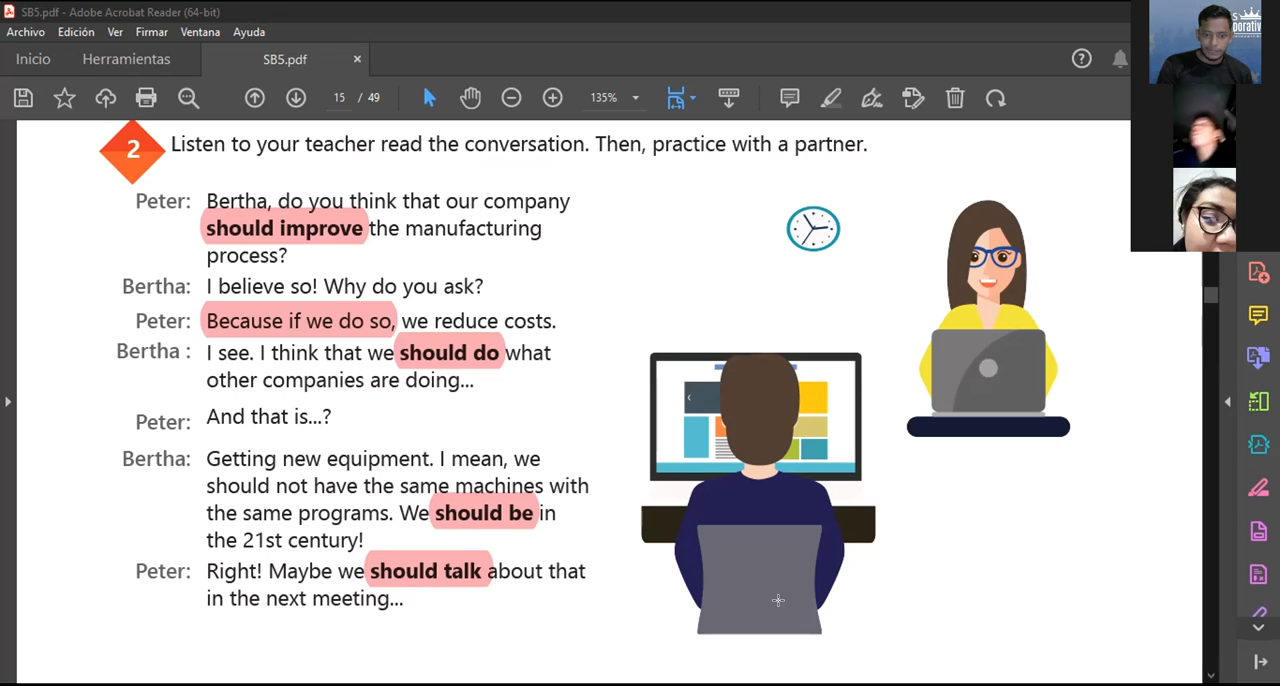 SB5.pdf - Adobe Acrobat Reader (64-bit)
Archivo Edición Ver Firmar Ventana Ayuda
Inicio Herramientas SB5.pdf ×
15 / 49 135%
2 Listen to your teacher read the conversation. Then, practice with a partner.
Peter: Bertha, do you think that our company
should improve the manufacturing
process?
Bertha: I believe so! Why do you ask?
Peter: Because if we do so, we reduce costs.
Bertha : I see. I think that we should do what
other companies are doing...
Peter: And that is...?
Bertha: Getting new equipment. I mean, we
should not have the same machines with
the same programs. We should be in
the 21st century!
Peter: Right! Maybe we should talk about that
in the next meeting...